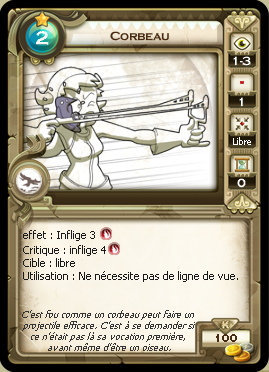 2
Corbeau
1-3
1
Libre
0
effet : Inflige 3
Critique : inflige 4
Cible : libre
Utilisation : Ne nécessite pas de ligne de vue.
C'est fou comme un corbeau peut faire un
projectile efficace. C'est à se demander si
ce n'était pas là sa vocation première,
avant même d'être un oiseau.
K
100